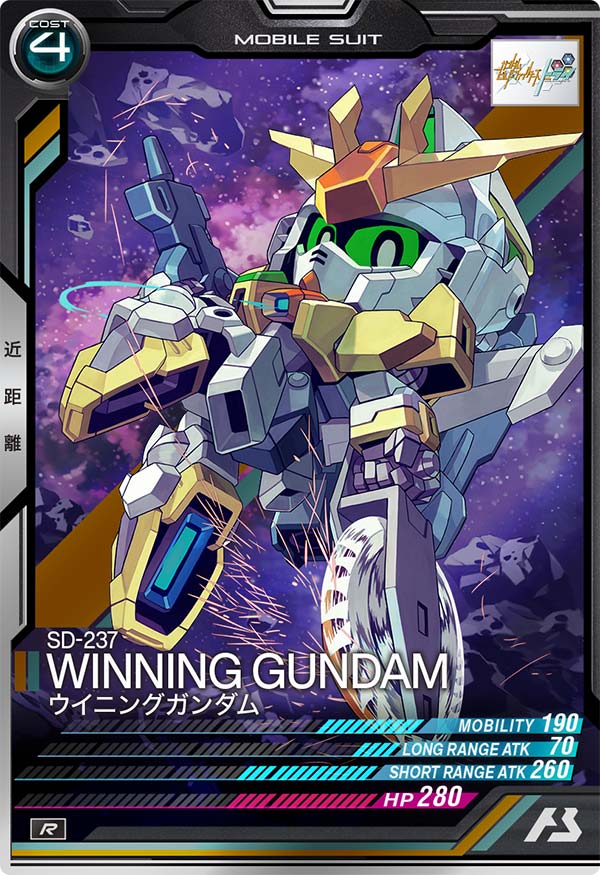 COST
4
MOBILE SUIT
近距離
SD-237
WINNING GUNDAM
ウイニングガンダム
MOBILITY 190
LONG RANGE ATK 70
SHORT RANGE ATK 260
HP 280
R